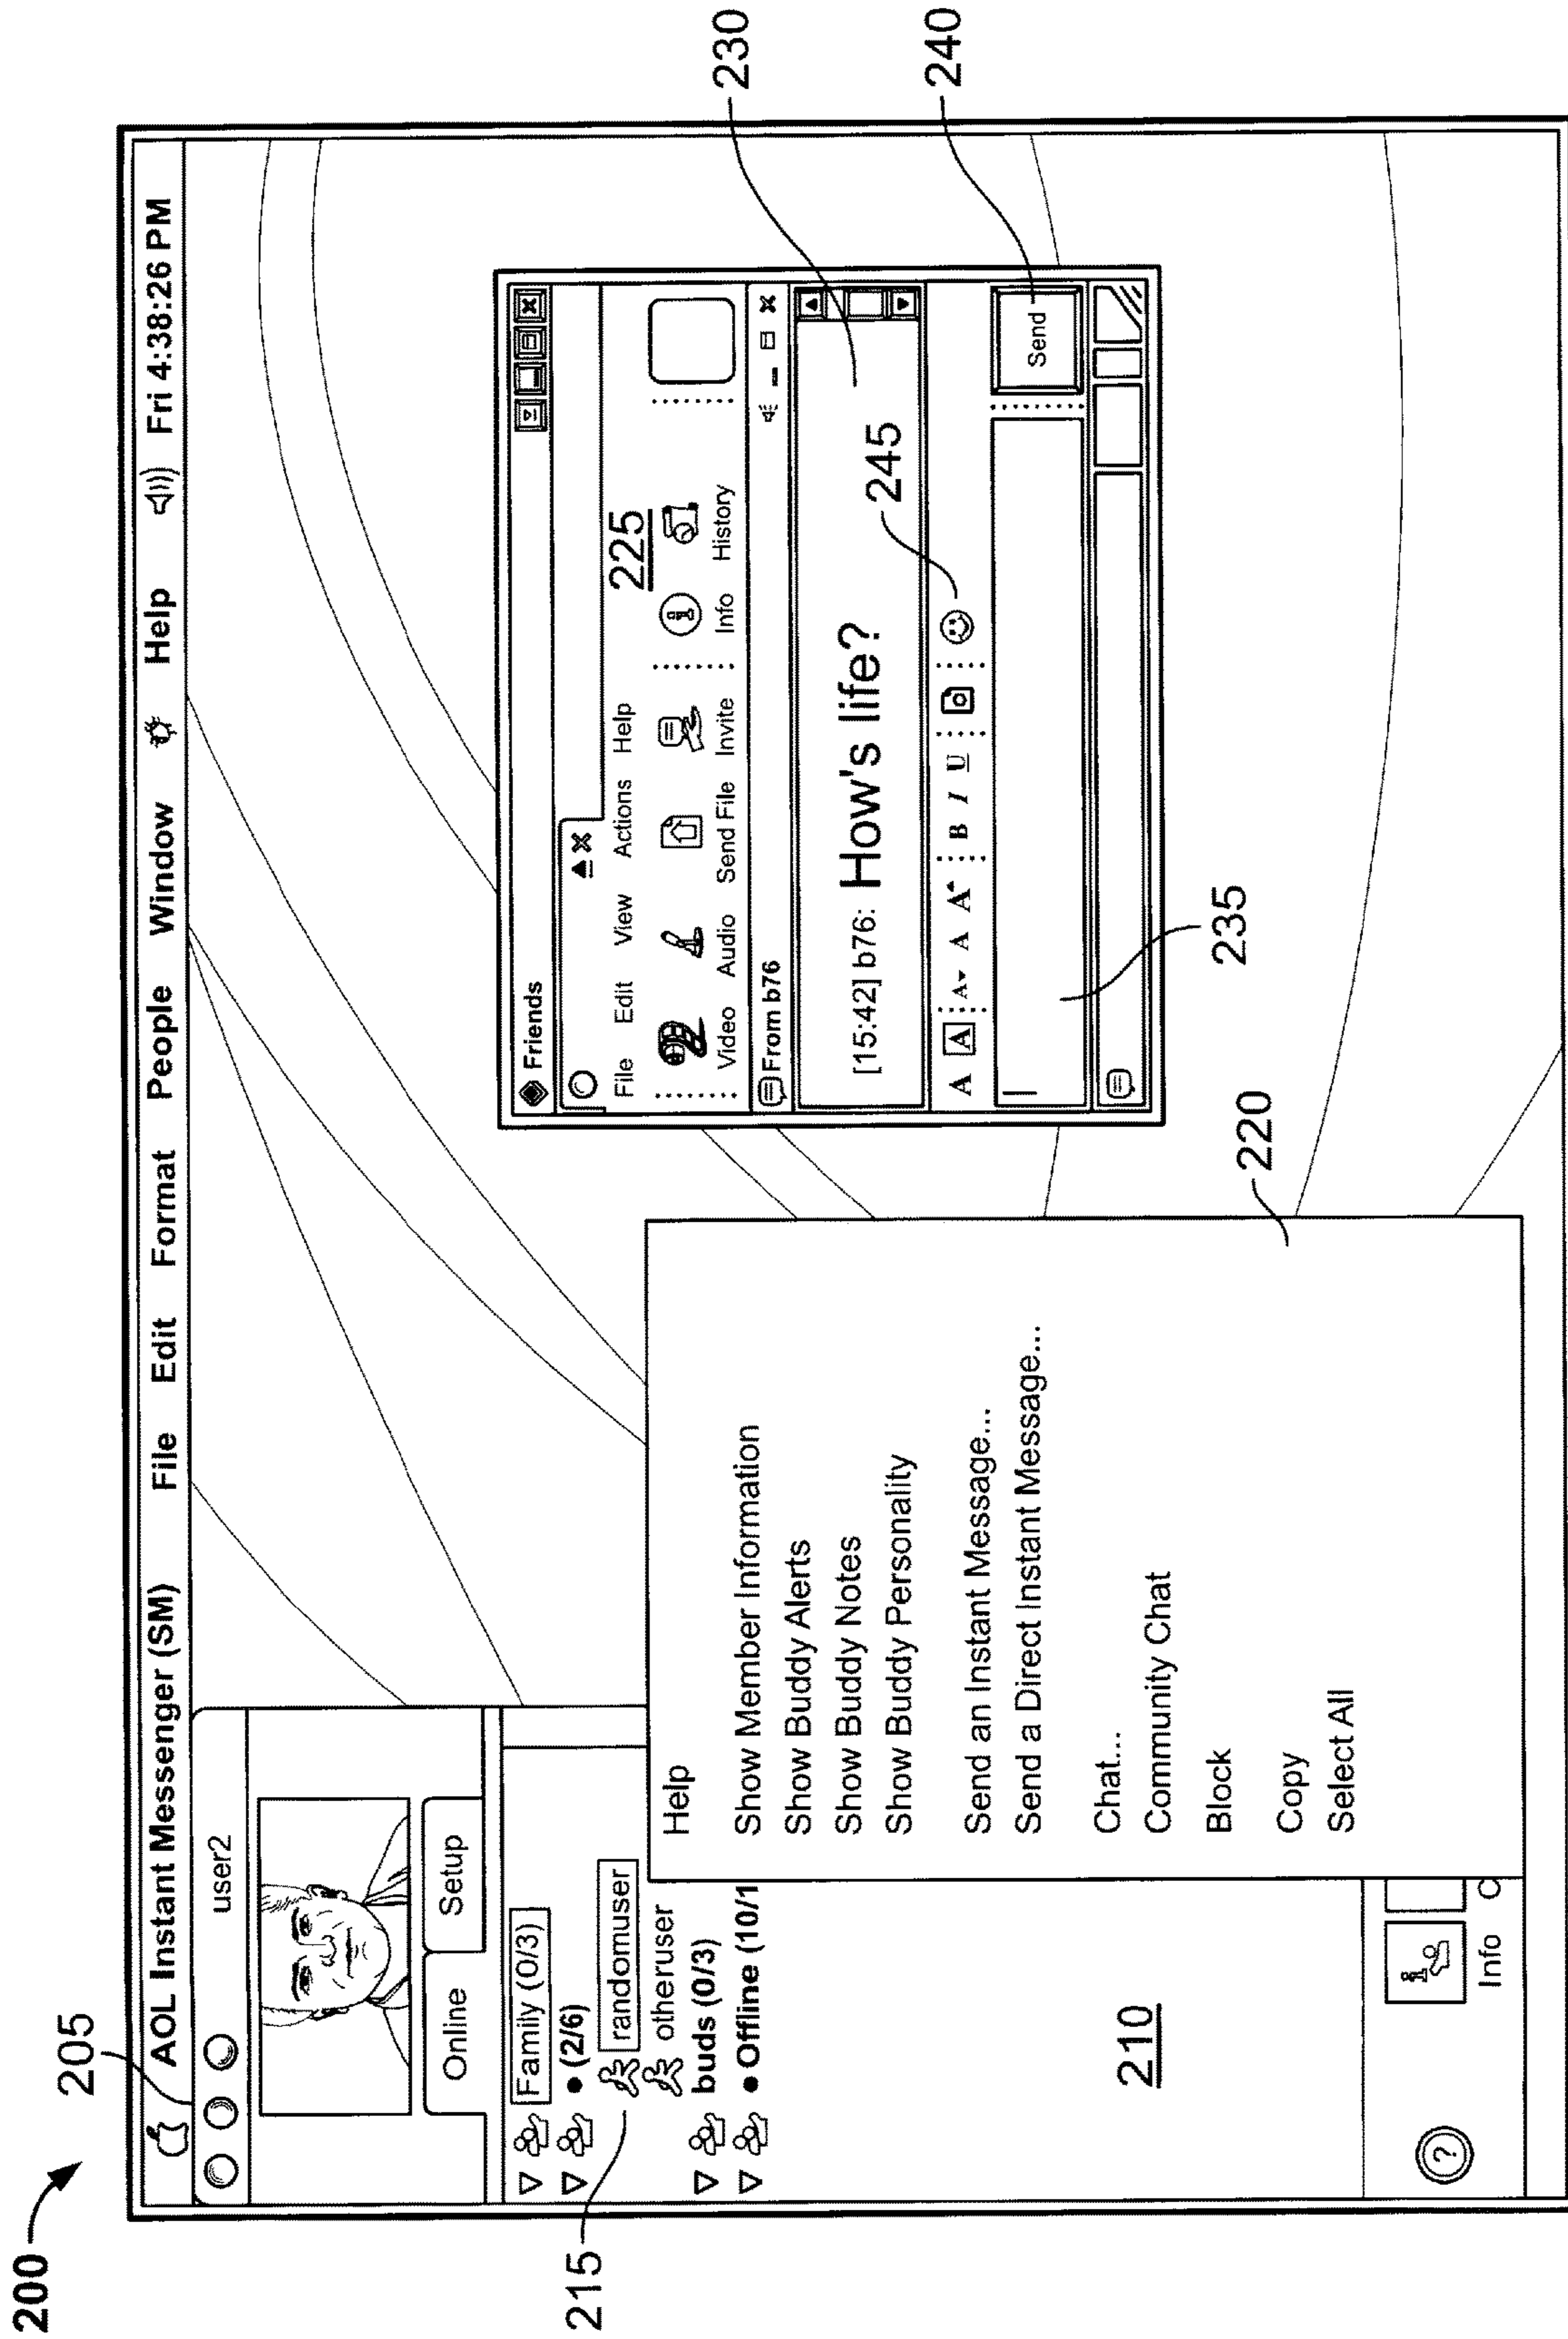 200
205
AOL Instant Messenger (SM) File Edit Format People Window Help Fri 4:38:26 PM
user2
Online Setup
Family (0/3)
(2/6)
215
randomuser
otheruser
buds (0/3)
Offline (10/1
210
Info
?
Help
Show Member Information
Show Buddy Alerts
Show Buddy Notes
Show Buddy Personality
Send an Instant Message...
Send a Direct Instant Message...
Chat...
Community Chat
Block
Copy
Select All
220
Friends
File Edit View Actions Help
225
Video Audio Send File Invite Info History
From b76
[15:42] b76: How's life?
230
A A A A A B I U
245
Send
235
240